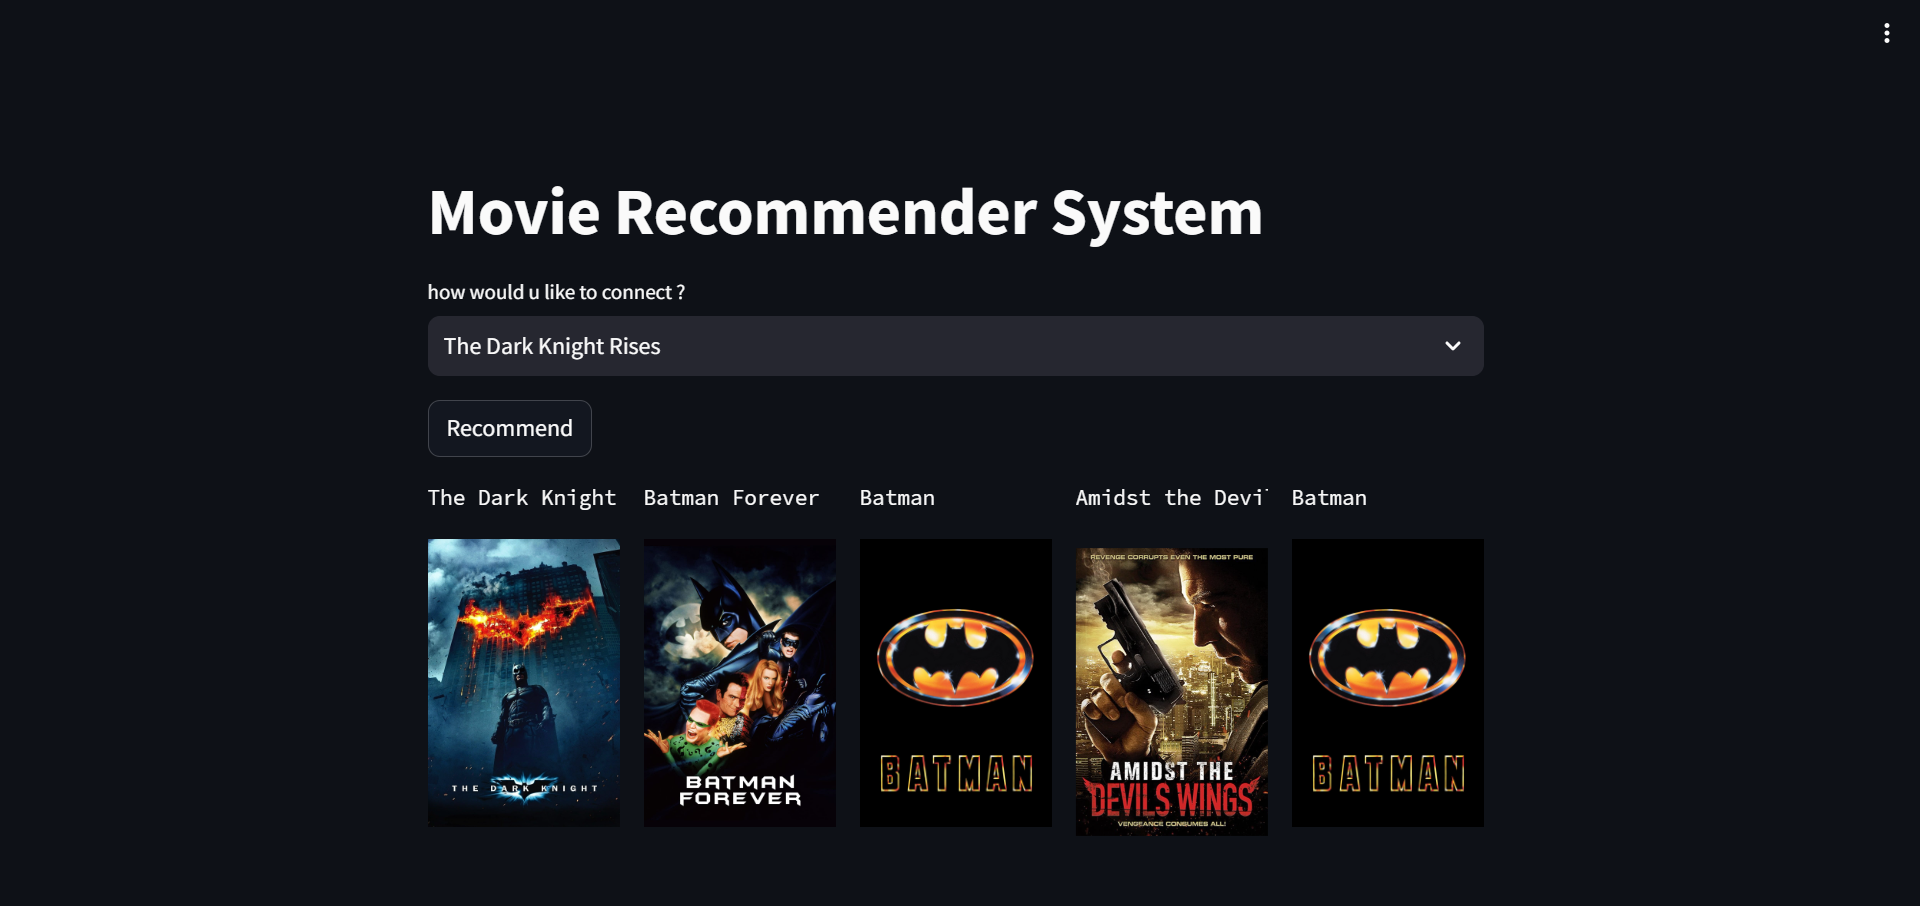 Movie Recommender System
how would u like to connect ?
The Dark Knight Rises
Recommend
The Dark Knight
Batman Forever
Batman
Amidst the Devi
Batman
THE DARK KNIGHT
BATMAN
FOREVER
BATMAN
REVENGE CORRUPTS EVEN THE MOST PURE
AMIDST THE
DEVILS WINGS
VENGEANCE CONSUMES ALL!
BATMAN